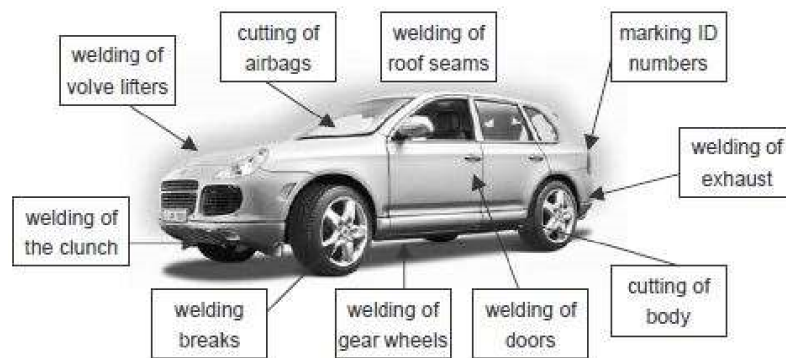 welding of
volve lifters
cutting of
airbags
welding of
roof seams
marking ID
numbers
welding of
exhaust
welding of
the clunch
welding
breaks
welding of
gear wheels
welding of
doors
cutting of
body